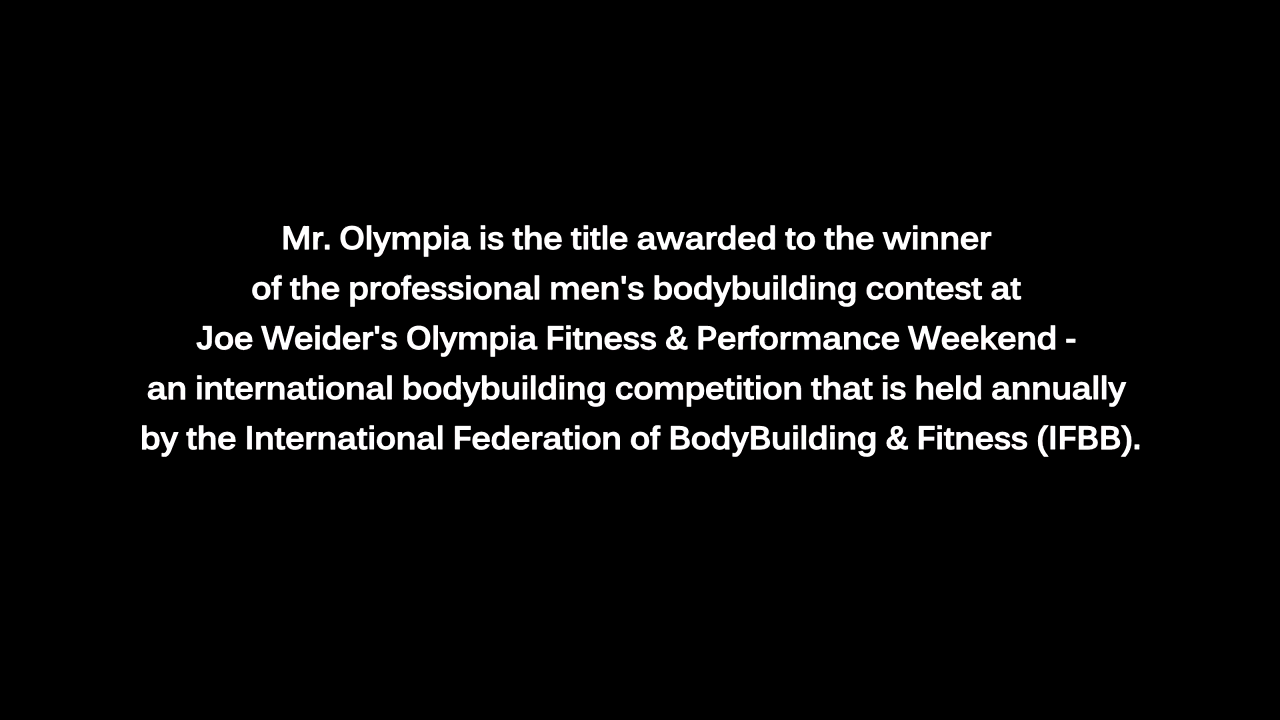 Mr. Olympia is the title awarded to the winner
of the professional men's bodybuilding contest at
Joe Weider's Olympia Fitness & Performance Weekend -
an international bodybuilding competition that is held annually
by the International Federation of BodyBuilding & Fitness (IFBB).